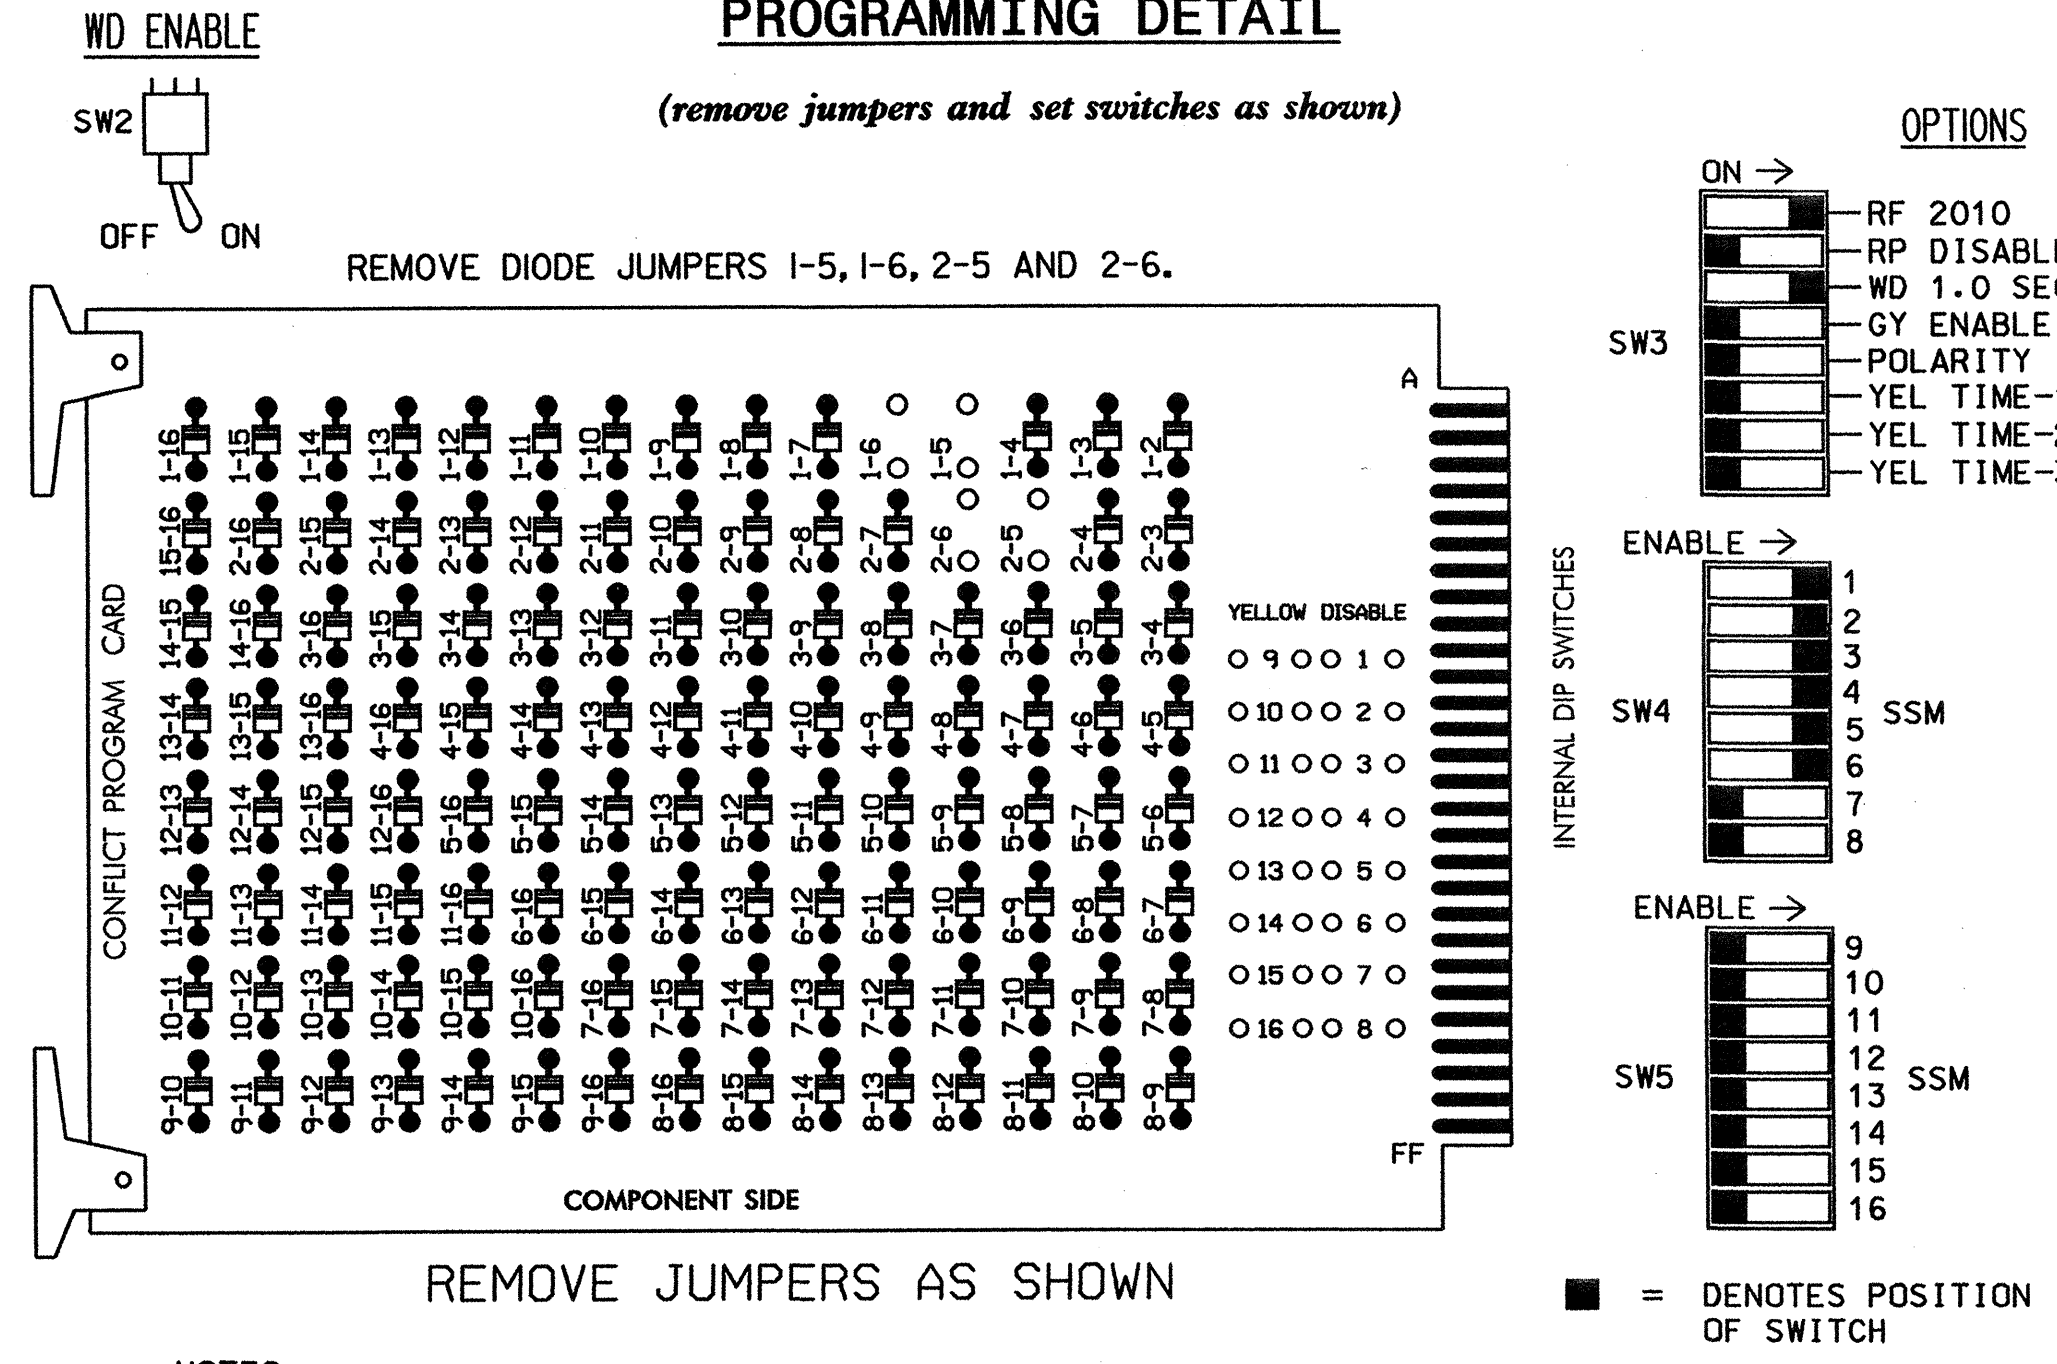 PROGRAMMING DETAIL
(remove jumpers and set switches as shown)
WD ENABLE
SW2
OFF ON
REMOVE DIODE JUMPERS 1-5, 1-6, 2-5 AND 2-6.
CONFLICT PROGRAM CARD
1-16 1-15 1-14 1-13 1-12 1-11 1-10 1-9 1-8 1-7 1-6 1-5 1-4 1-3 1-2
15-16 2-16 2-15 2-14 2-13 2-12 2-11 2-10 2-9 2-8 2-7 2-6 2-5 2-4 2-3
14-15 14-16 3-16 3-15 3-14 3-13 3-12 3-11 3-10 3-9 3-8 3-7 3-6 3-5 3-4
13-14 13-15 13-16 4-16 4-15 4-14 4-13 4-12 4-11 4-10 4-9 4-8 4-7 4-6 4-5
12-13 12-14 12-15 12-16 5-16 5-15 5-14 5-13 5-12 5-11 5-10 5-9 5-8 5-7 5-6
11-12 11-13 11-14 11-15 11-16 6-16 6-15 6-14 6-13 6-12 6-11 6-10 6-9 6-8 6-7
10-11 10-12 10-13 10-14 10-15 10-16 7-16 7-15 7-14 7-13 7-12 7-11 7-10 7-9 7-8
9-10 9-11 9-12 9-13 9-14 9-15 9-16 8-16 8-15 8-14 8-13 8-12 8-11 8-10 8-9
A
YELLOW DISABLE
9 1
10 2
11 3
12 4
13 5
14 6
15 7
16 8
FF
COMPONENT SIDE
REMOVE JUMPERS AS SHOWN
INTERNAL DIP SWITCHES
OPTIONS
ON →
SW3
RF 2010
RP DISABLE
WD 1.0 SEC
GY ENABLE
POLARITY
YEL TIME-
YEL TIME-2
YEL TIME-
ENABLE →
SW4
1
2
3
4
5
6
7
8
SSM
ENABLE →
SW5
9
10
11
12
13
14
15
16
SSM
= DENOTES POSITION
OF SWITCH
NOTES